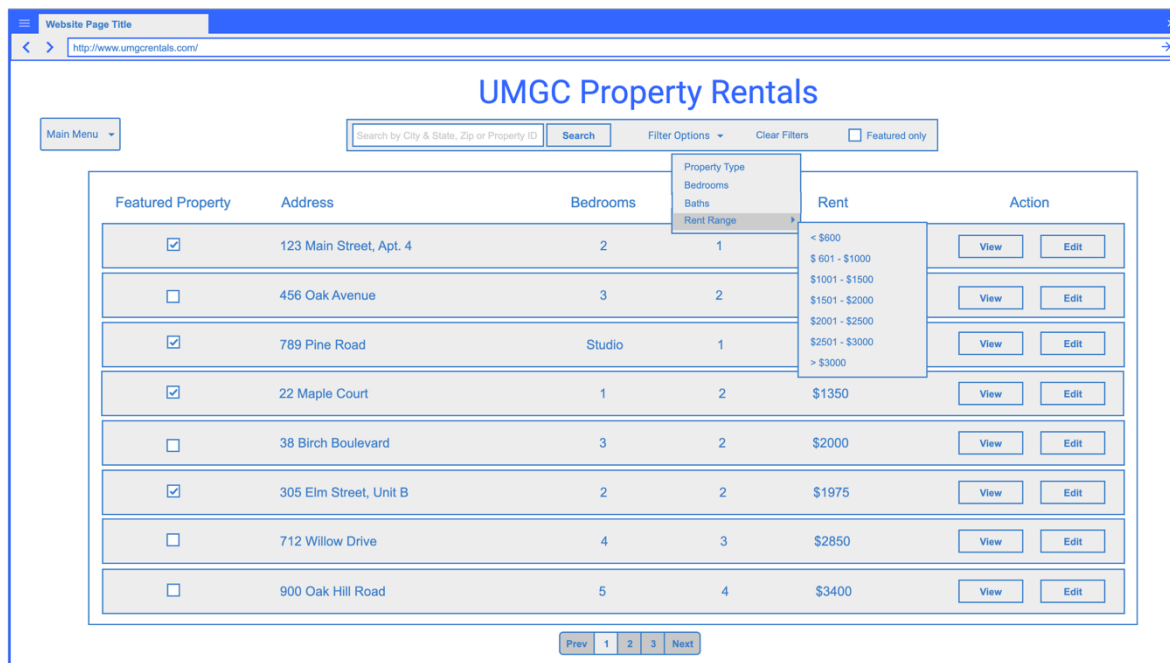 Website Page Title
http://www.umgcrentals.com/
UMGC Property Rentals
Main Menu
Search by City & State, Zip or Property ID Search Filter Options Clear Filters Featured only
Property Type
Bedrooms
Baths
Rent Range
Featured Property Address Bedrooms Rent Action
< $600
$ 601 - $1000
$1001 - $1500
$1501 - $2000
$2001 - $2500
$2501 - $3000
> $3000
123 Main Street, Apt. 4 2 1 View Edit
456 Oak Avenue 3 2 View Edit
789 Pine Road Studio 1 View Edit
22 Maple Court 1 2 $1350 View Edit
38 Birch Boulevard 3 2 $2000 View Edit
305 Elm Street, Unit B 2 2 $1975 View Edit
712 Willow Drive 4 3 $2850 View Edit
900 Oak Hill Road 5 4 $3400 View Edit
Prev 1 2 3 Next